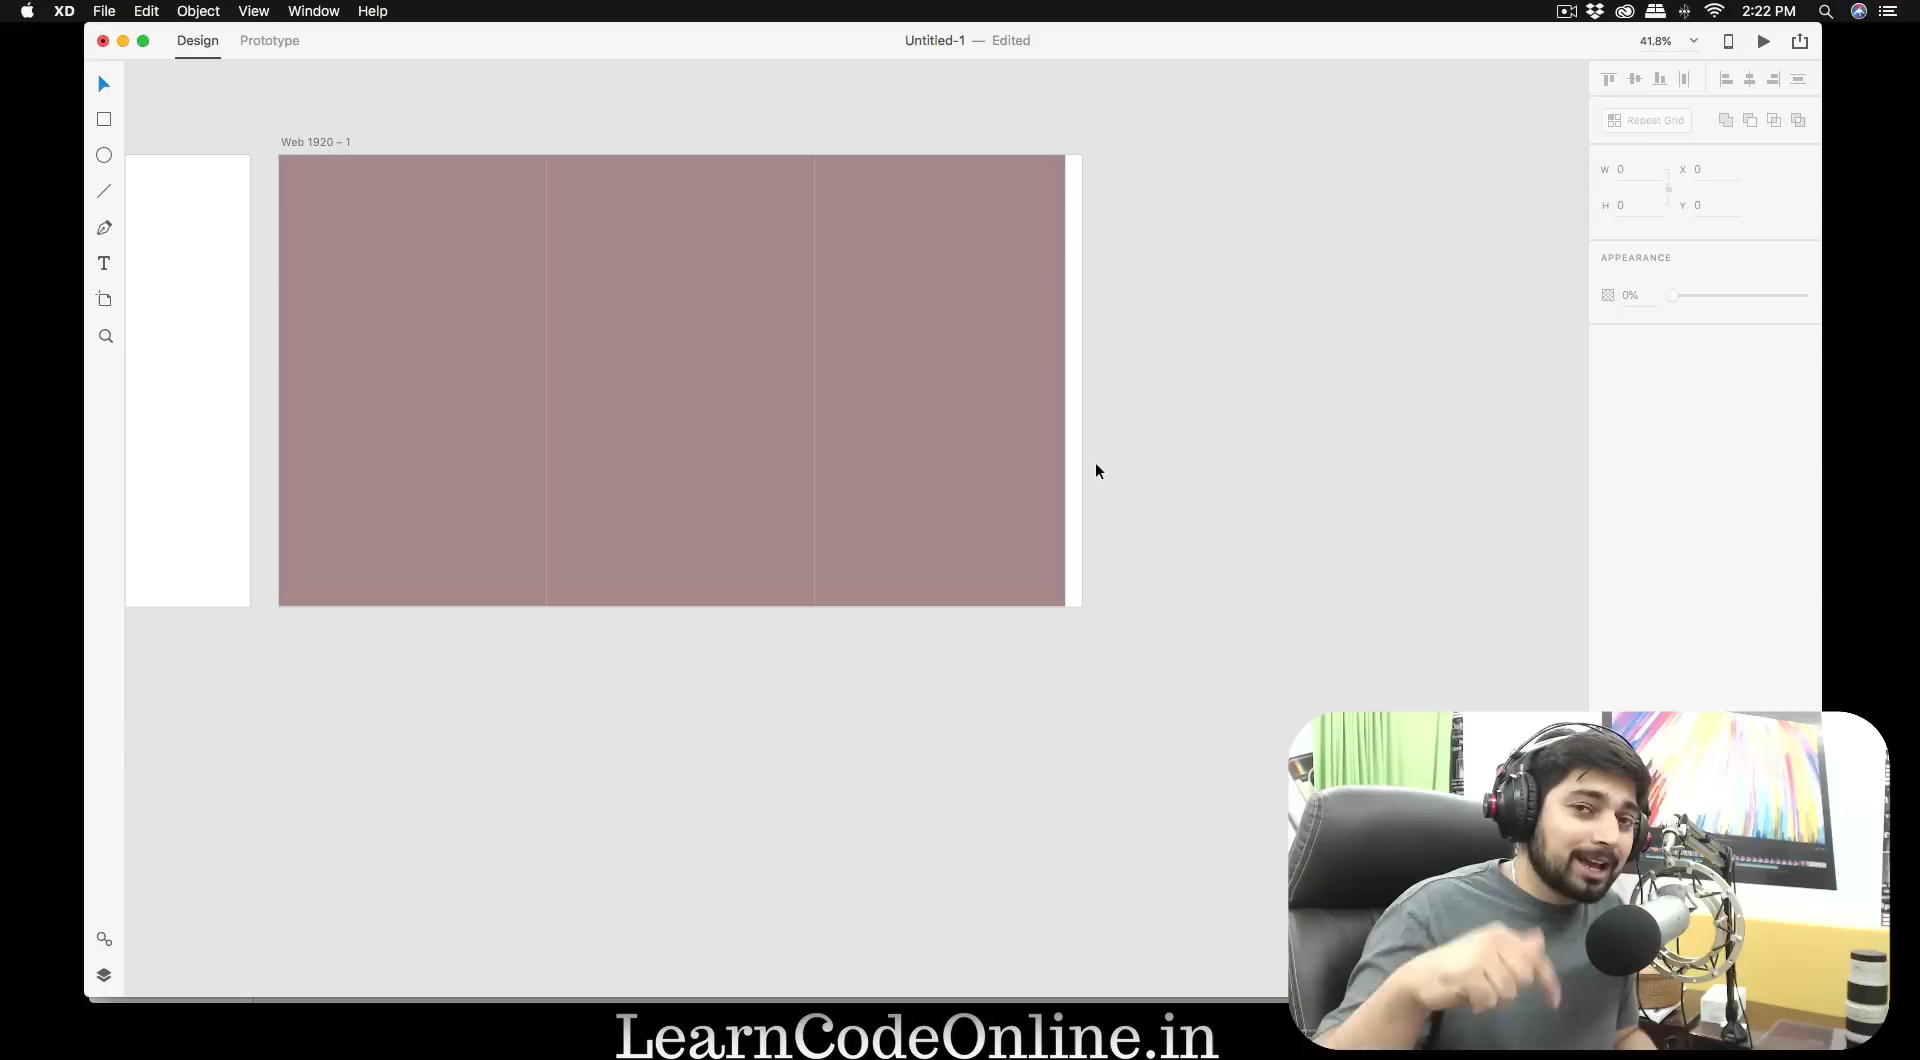 XD File Edit Object View Window Help 2:22 PM
Design Prototype Untitled-1 — Edited 41.8%
Repeat Grid
Web 1920 – 1
W 0 X 0
H 0 Y 0
APPEARANCE
0%
LearnCodeOnline.in